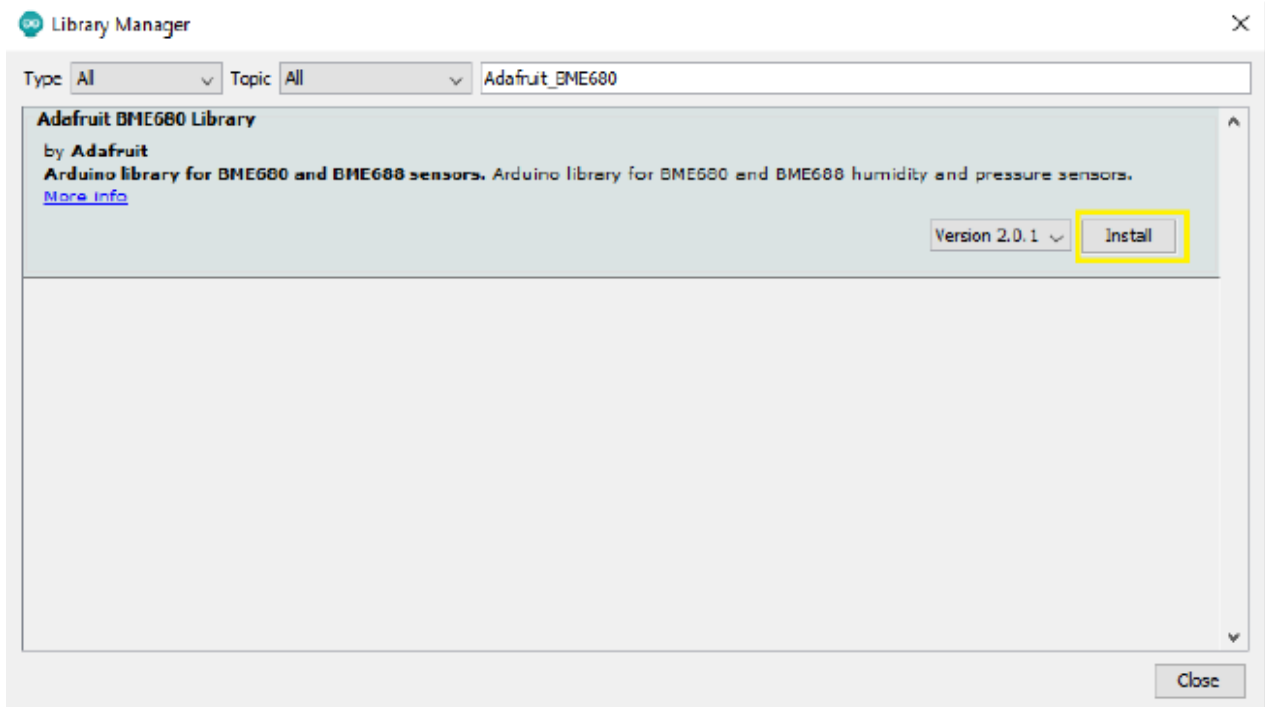 Library Manager
Type All Topic All Adafruit_BME680
Adafruit BME680 Library
by Adafruit
Arduino library for BME680 and BME688 sensors. Arduino library for BME680 and BME688 humidity and pressure sensors.
More info
Version 2.0.1 Install
Close